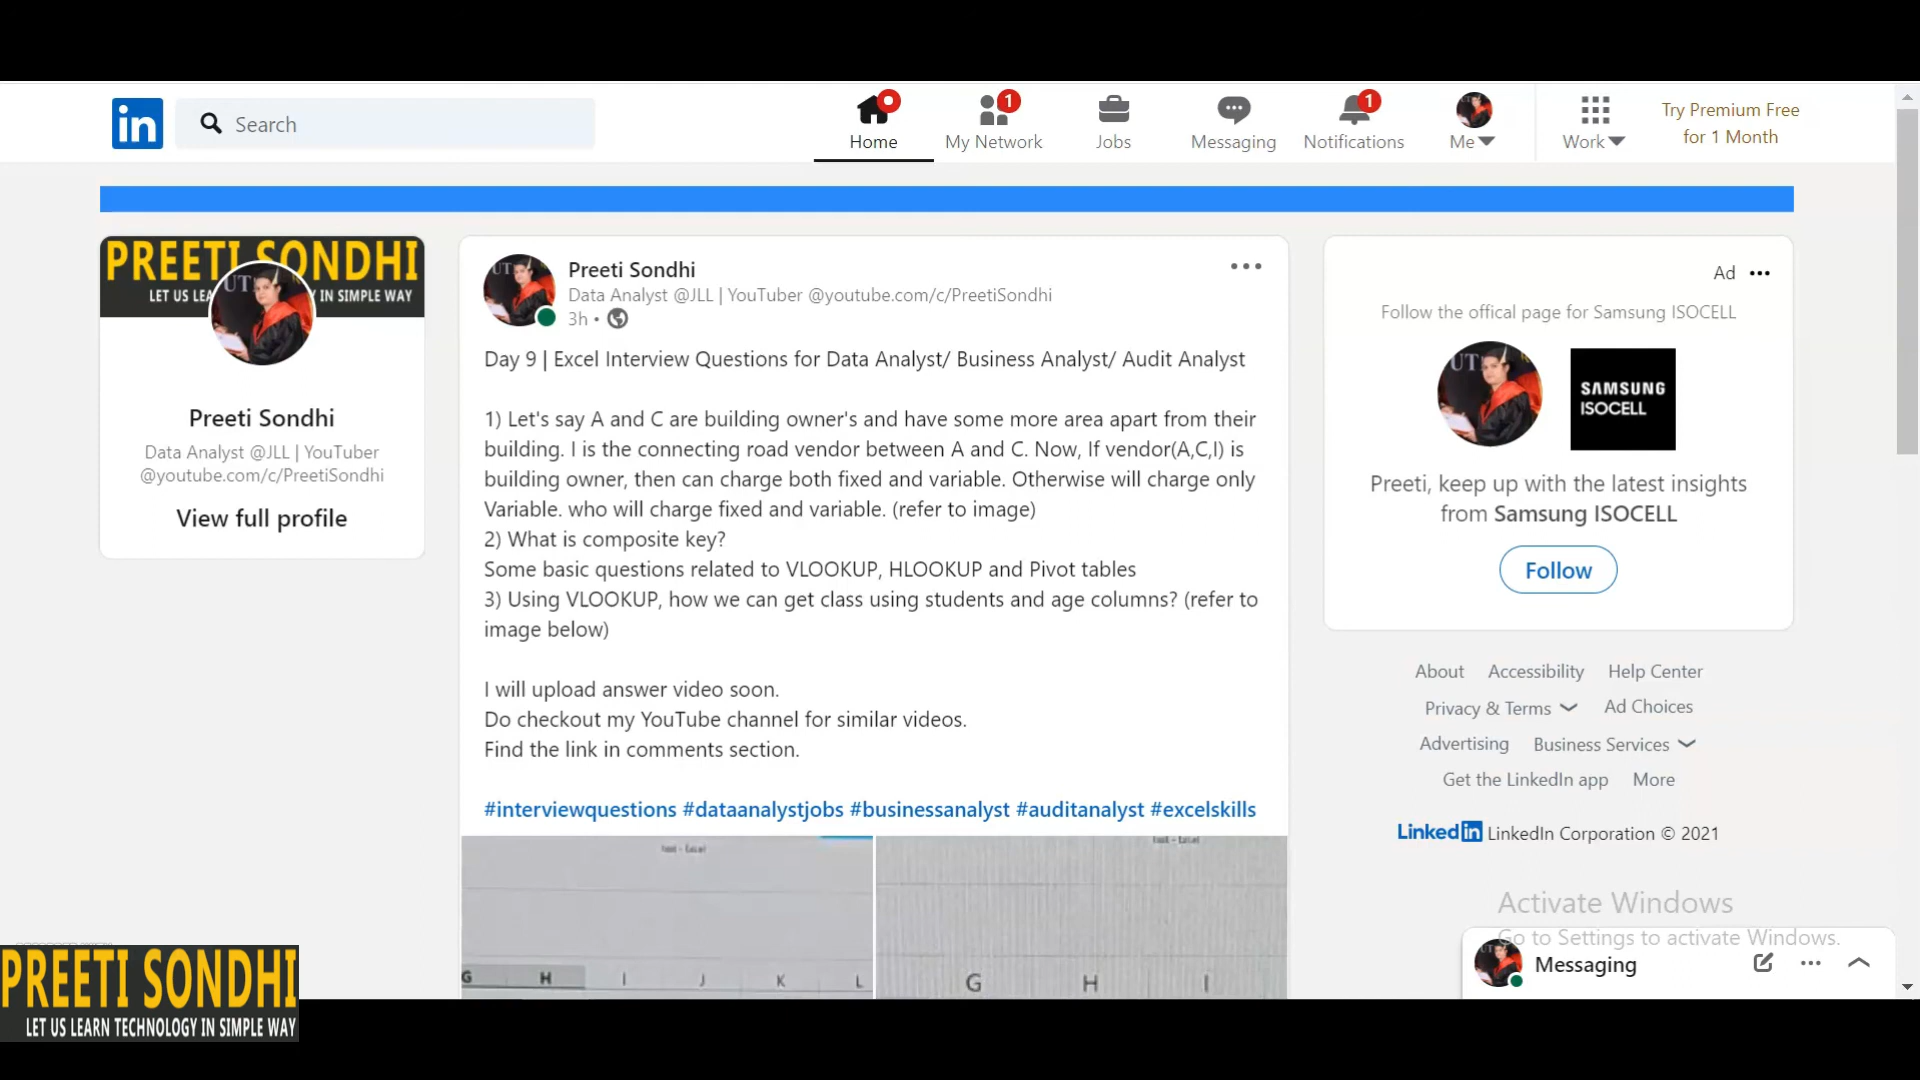 in
Search
1
1
Home
My Network
Jobs
Messaging
Notifications
Me
Work
Try Premium Free
for 1 Month
PREETI SONDHI
Preeti Sondhi
Data Analyst @JLL | YouTuber
@youtube.com/c/PreetiSondhi
View full profile
Preeti Sondhi
Data Analyst @JLL | YouTuber @youtube.com/c/PreetiSondhi
3h •
Day 9 | Excel Interview Questions for Data Analyst/ Business Analyst/ Audit Analyst
1) Let's say A and C are building owner's and have some more area apart from their
building. I is the connecting road vendor between A and C. Now, If vendor(A,C,I) is
building owner, then can charge both fixed and variable. Otherwise will charge only
Variable. who will charge fixed and variable. (refer to image)
2) What is composite key?
Some basic questions related to VLOOKUP, HLOOKUP and Pivot tables
3) Using VLOOKUP, how we can get class using students and age columns? (refer to
image below)
I will upload answer video soon.
Do checkout my YouTube channel for similar videos.
Find the link in comments section.
#interviewquestions #dataanalystjobs #businessanalyst #auditanalyst #excelskills
G H I J K L
G H I
Ad
Follow the offical page for Samsung ISOCELL
SAMSUNG
ISOCELL
Preeti, keep up with the latest insights
from Samsung ISOCELL
Follow
About Accessibility Help Center
Privacy & Terms Ad Choices
Advertising Business Services
Get the LinkedIn app More
LinkedIn LinkedIn Corporation © 2021
Activate Windows
Go to Settings to activate Windows.
Messaging
PREETI SONDHI
LET US LEARN TECHNOLOGY IN SIMPLE WAY